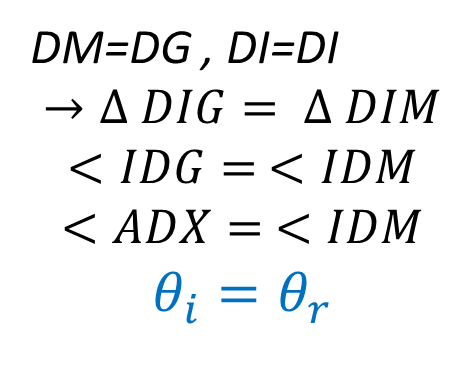 DM=DG , DI=DI
→ Δ DIG = Δ DIM
< IDG = < IDM
< ADX = < IDM
θᵢ = θᵣ